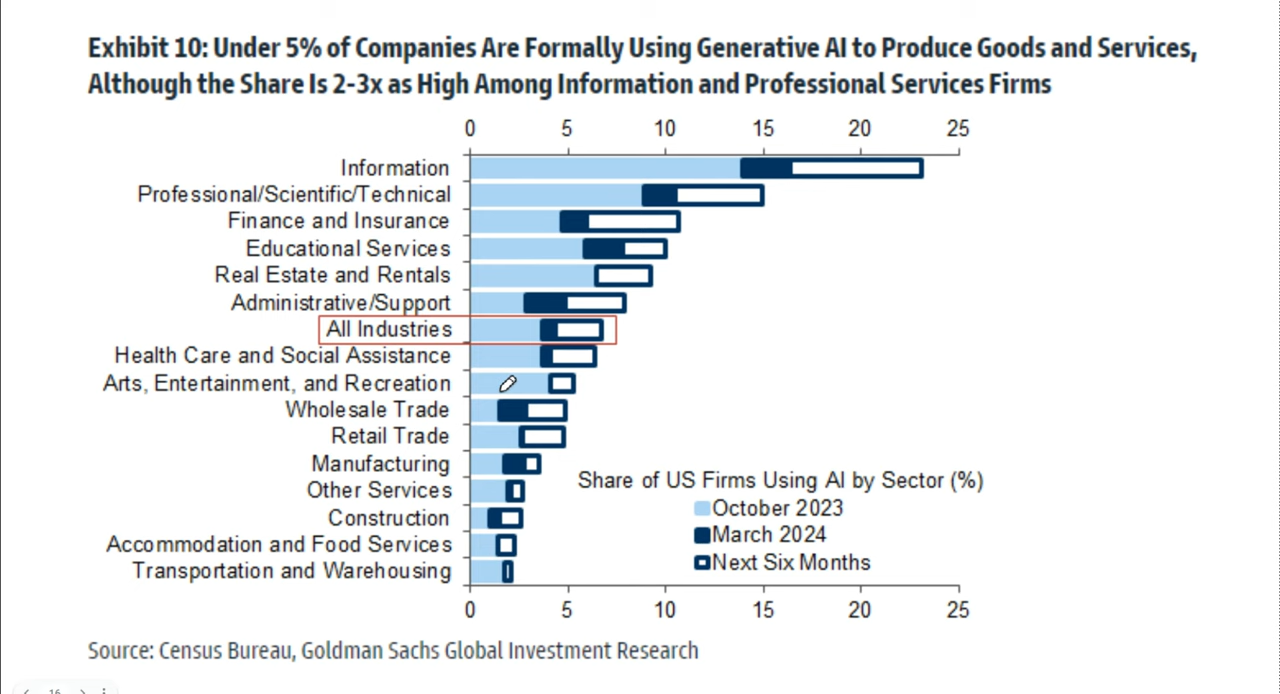 Exhibit 10: Under 5% of Companies Are Formally Using Generative AI to Produce Goods and Services,
Although the Share Is 2-3x as High Among Information and Professional Services Firms
0 5 10 15 20 25
Information
Professional/Scientific/Technical
Finance and Insurance
Educational Services
Real Estate and Rentals
Administrative/Support
All Industries
Health Care and Social Assistance
Arts, Entertainment, and Recreation
Wholesale Trade
Retail Trade
Manufacturing
Other Services
Construction
Accommodation and Food Services
Transportation and Warehousing
Share of US Firms Using AI by Sector (%)
October 2023
March 2024
Next Six Months
0 5 10 15 20 25
Source: Census Bureau, Goldman Sachs Global Investment Research
16